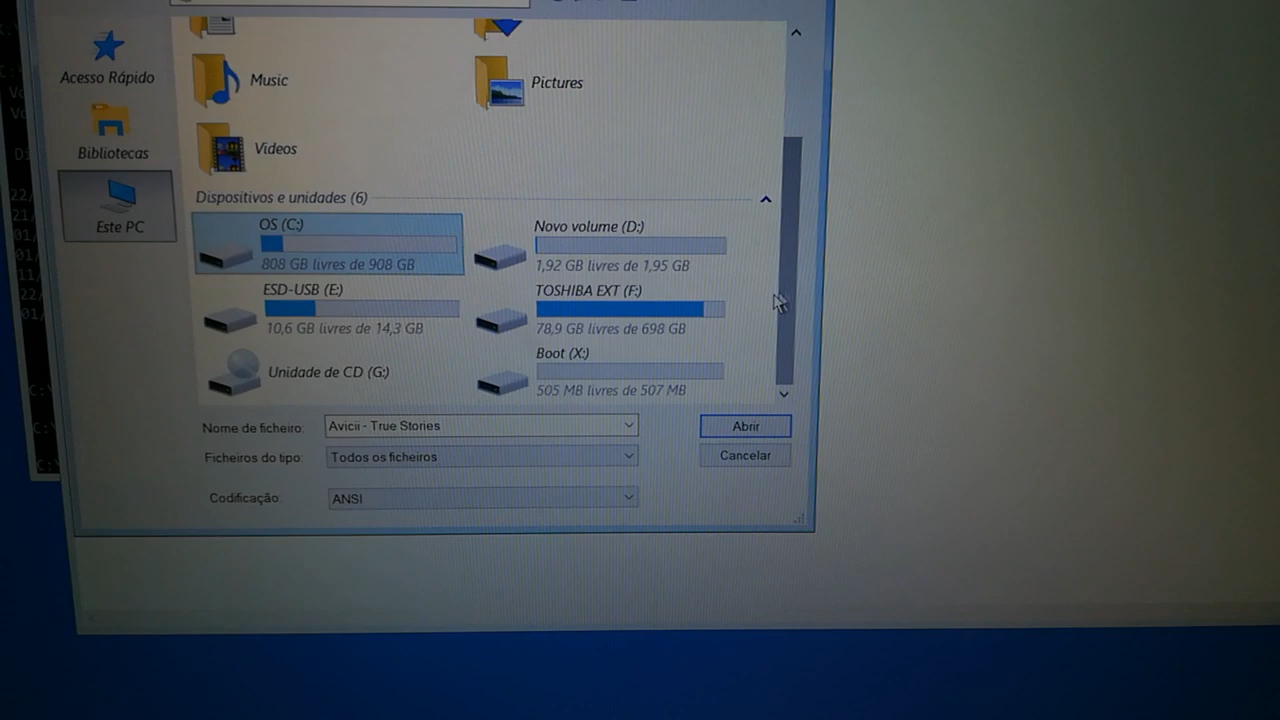 Acesso Rápido
Bibliotecas
Este PC
Music
Pictures
Videos
Dispositivos e unidades (6)
OS (C:)
808 GB livres de 908 GB
Novo volume (D:)
1,92 GB livres de 1,95 GB
ESD-USB (E:)
10,6 GB livres de 14,3 GB
TOSHIBA EXT (F:)
78,9 GB livres de 698 GB
Unidade de CD (G:)
Boot (X:)
505 MB livres de 507 MB
Nome de ficheiro:
Avicii - True Stories
Abrir
Ficheiros do tipo:
Todos os ficheiros
Cancelar
Codificação:
ANSI